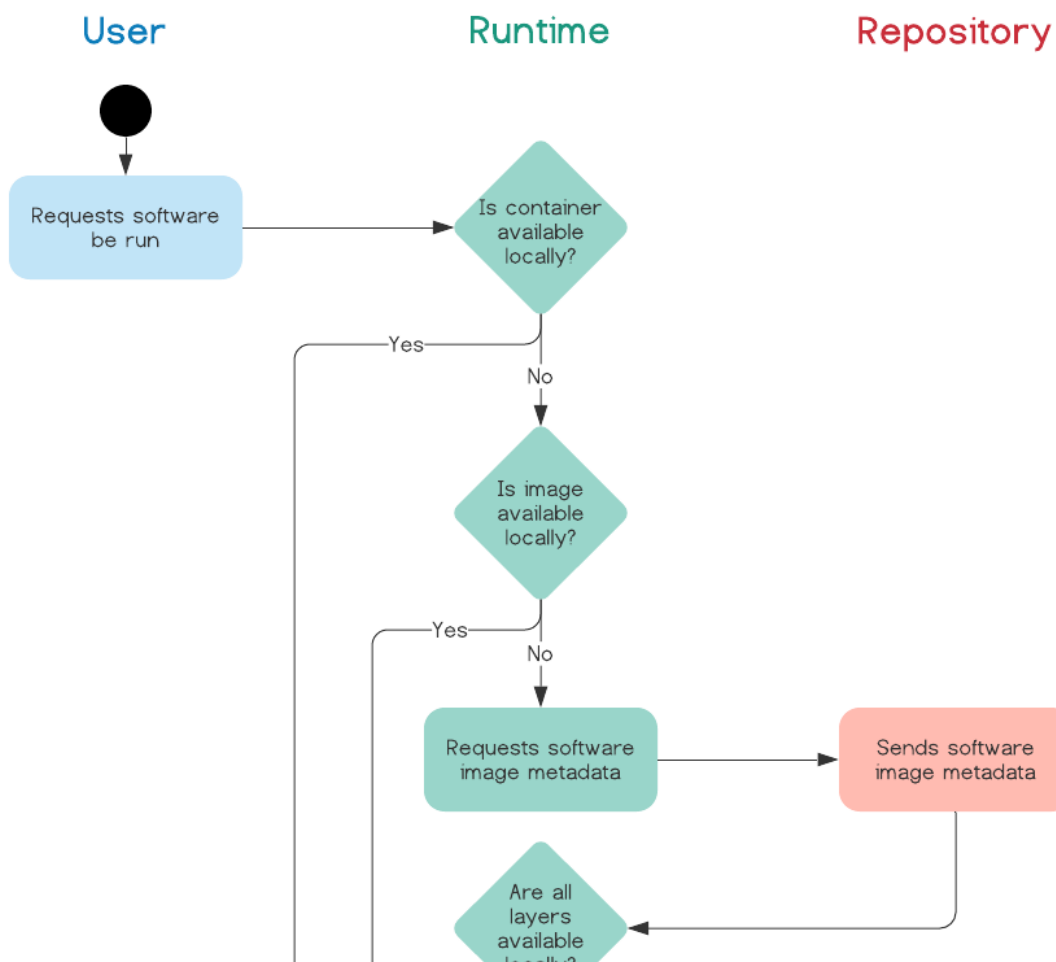 User
Runtime
Repository
Requests software
be run
Is container
available
locally?
Yes
No
Is image
available
locally?
Yes
No
Requests software
image metadata
Sends software
image metadata
Are all
layers
available
locally?